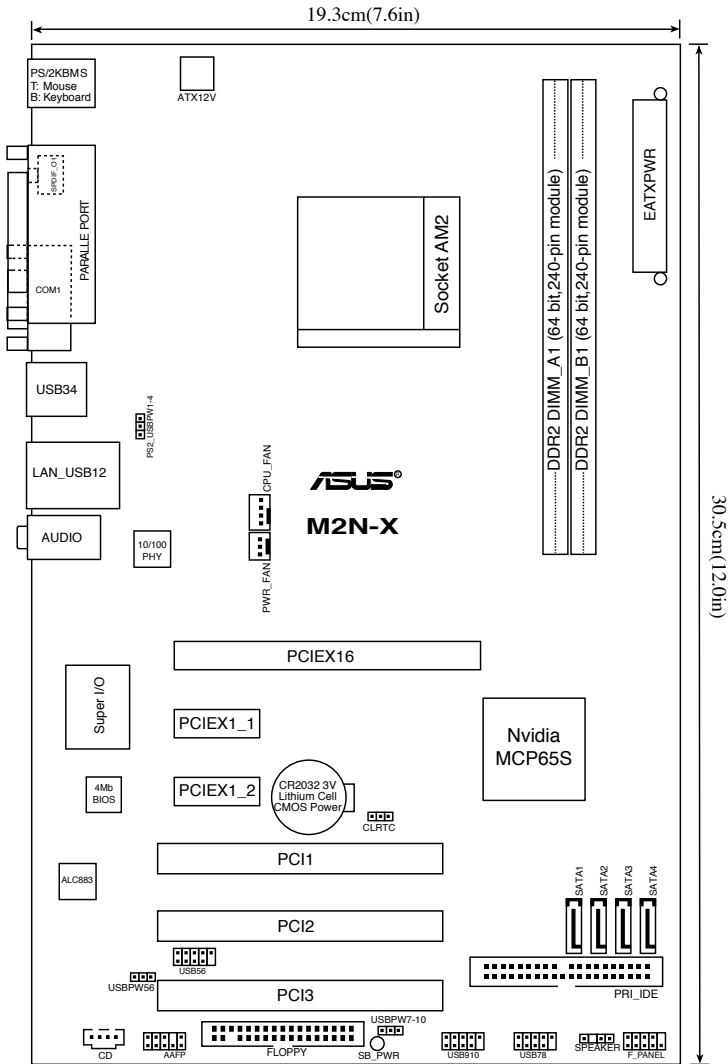 19.3cm(7.6in)
PS/2KBMS
T: Mouse
B: Keyboard
ATX12V
SPDIF_O1
PARALLE PORT
COM1
Socket AM2
DDR2 DIMM_A1 (64 bit,240-pin module)
DDR2 DIMM_B1 (64 bit,240-pin module)
EATXPWR
USB34
PS2_USBPW1-4
LAN_USB12
CPU_FAN
ASUS®
M2N-X
AUDIO
10/100
PHY
PWR_FAN
30.5cm(12.0in)
PCIEX16
Super I/O
PCIEX1_1
Nvidia
MCP65S
4Mb
BIOS
PCIEX1_2
CR2032 3V
Lithium Cell
CMOS Power
CLRTC
PCI1
ALC883
SATA1
SATA2
SATA3
SATA4
PCI2
USB56
USBPW56
PCI3
PRI_IDE
USBPW7-10
CD
AAFP
FLOPPY
SB_PWR
USB910
USB78
SPEAKER
F_PANEL